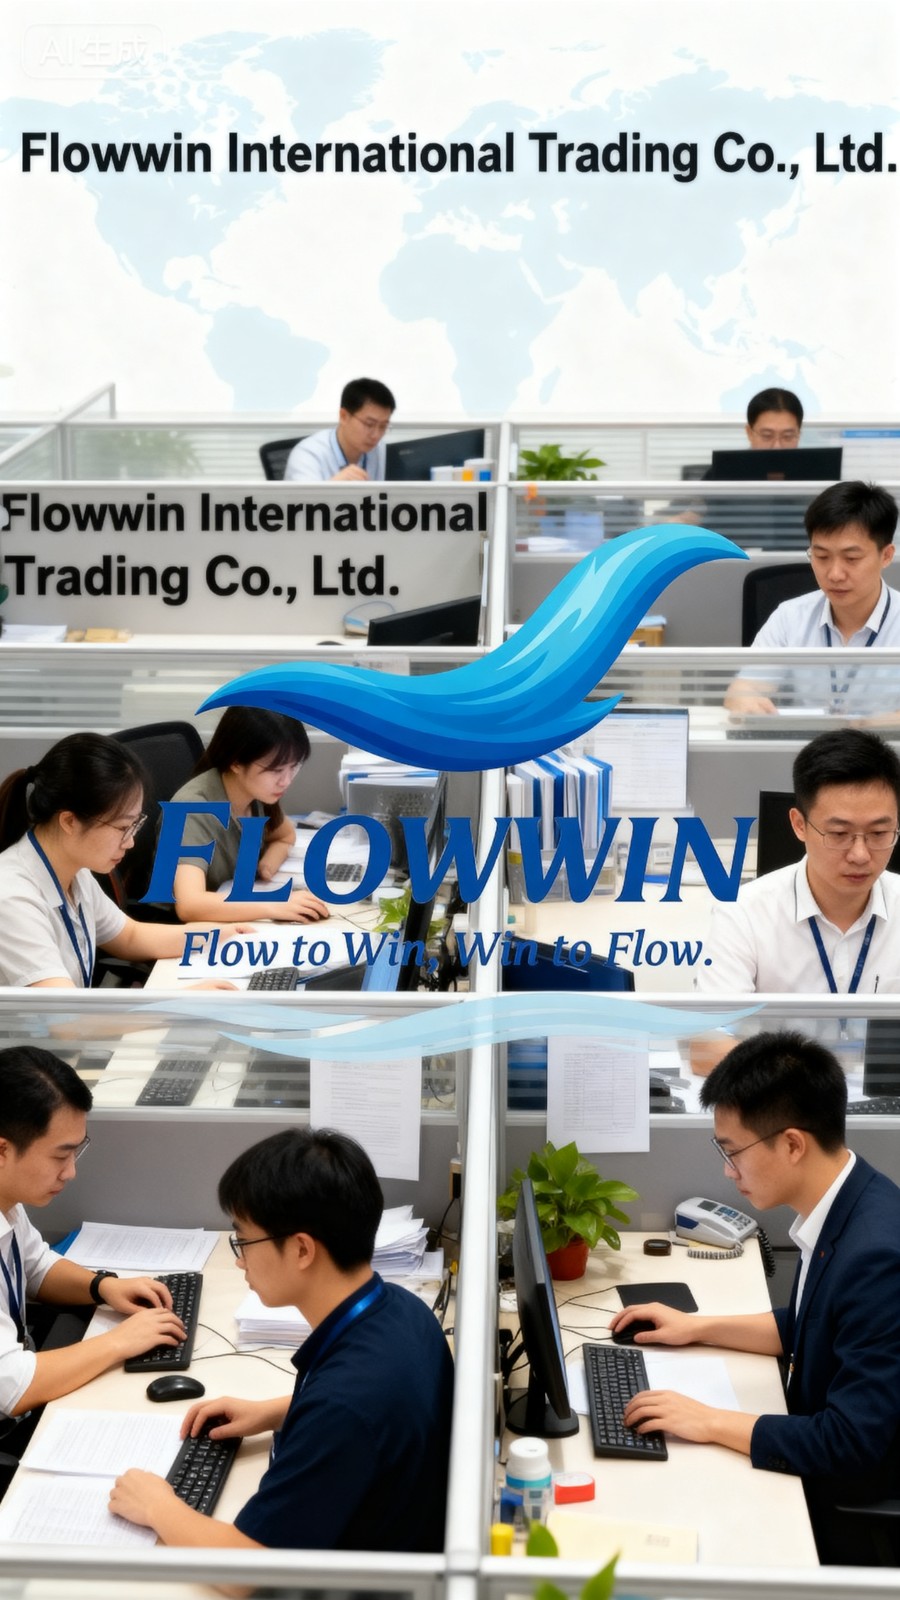 AI生成
Flowwin International Trading Co., Ltd.
Flowwin International
Trading Co., Ltd.
FLOWWIN
Flow to Win, Win to Flow.